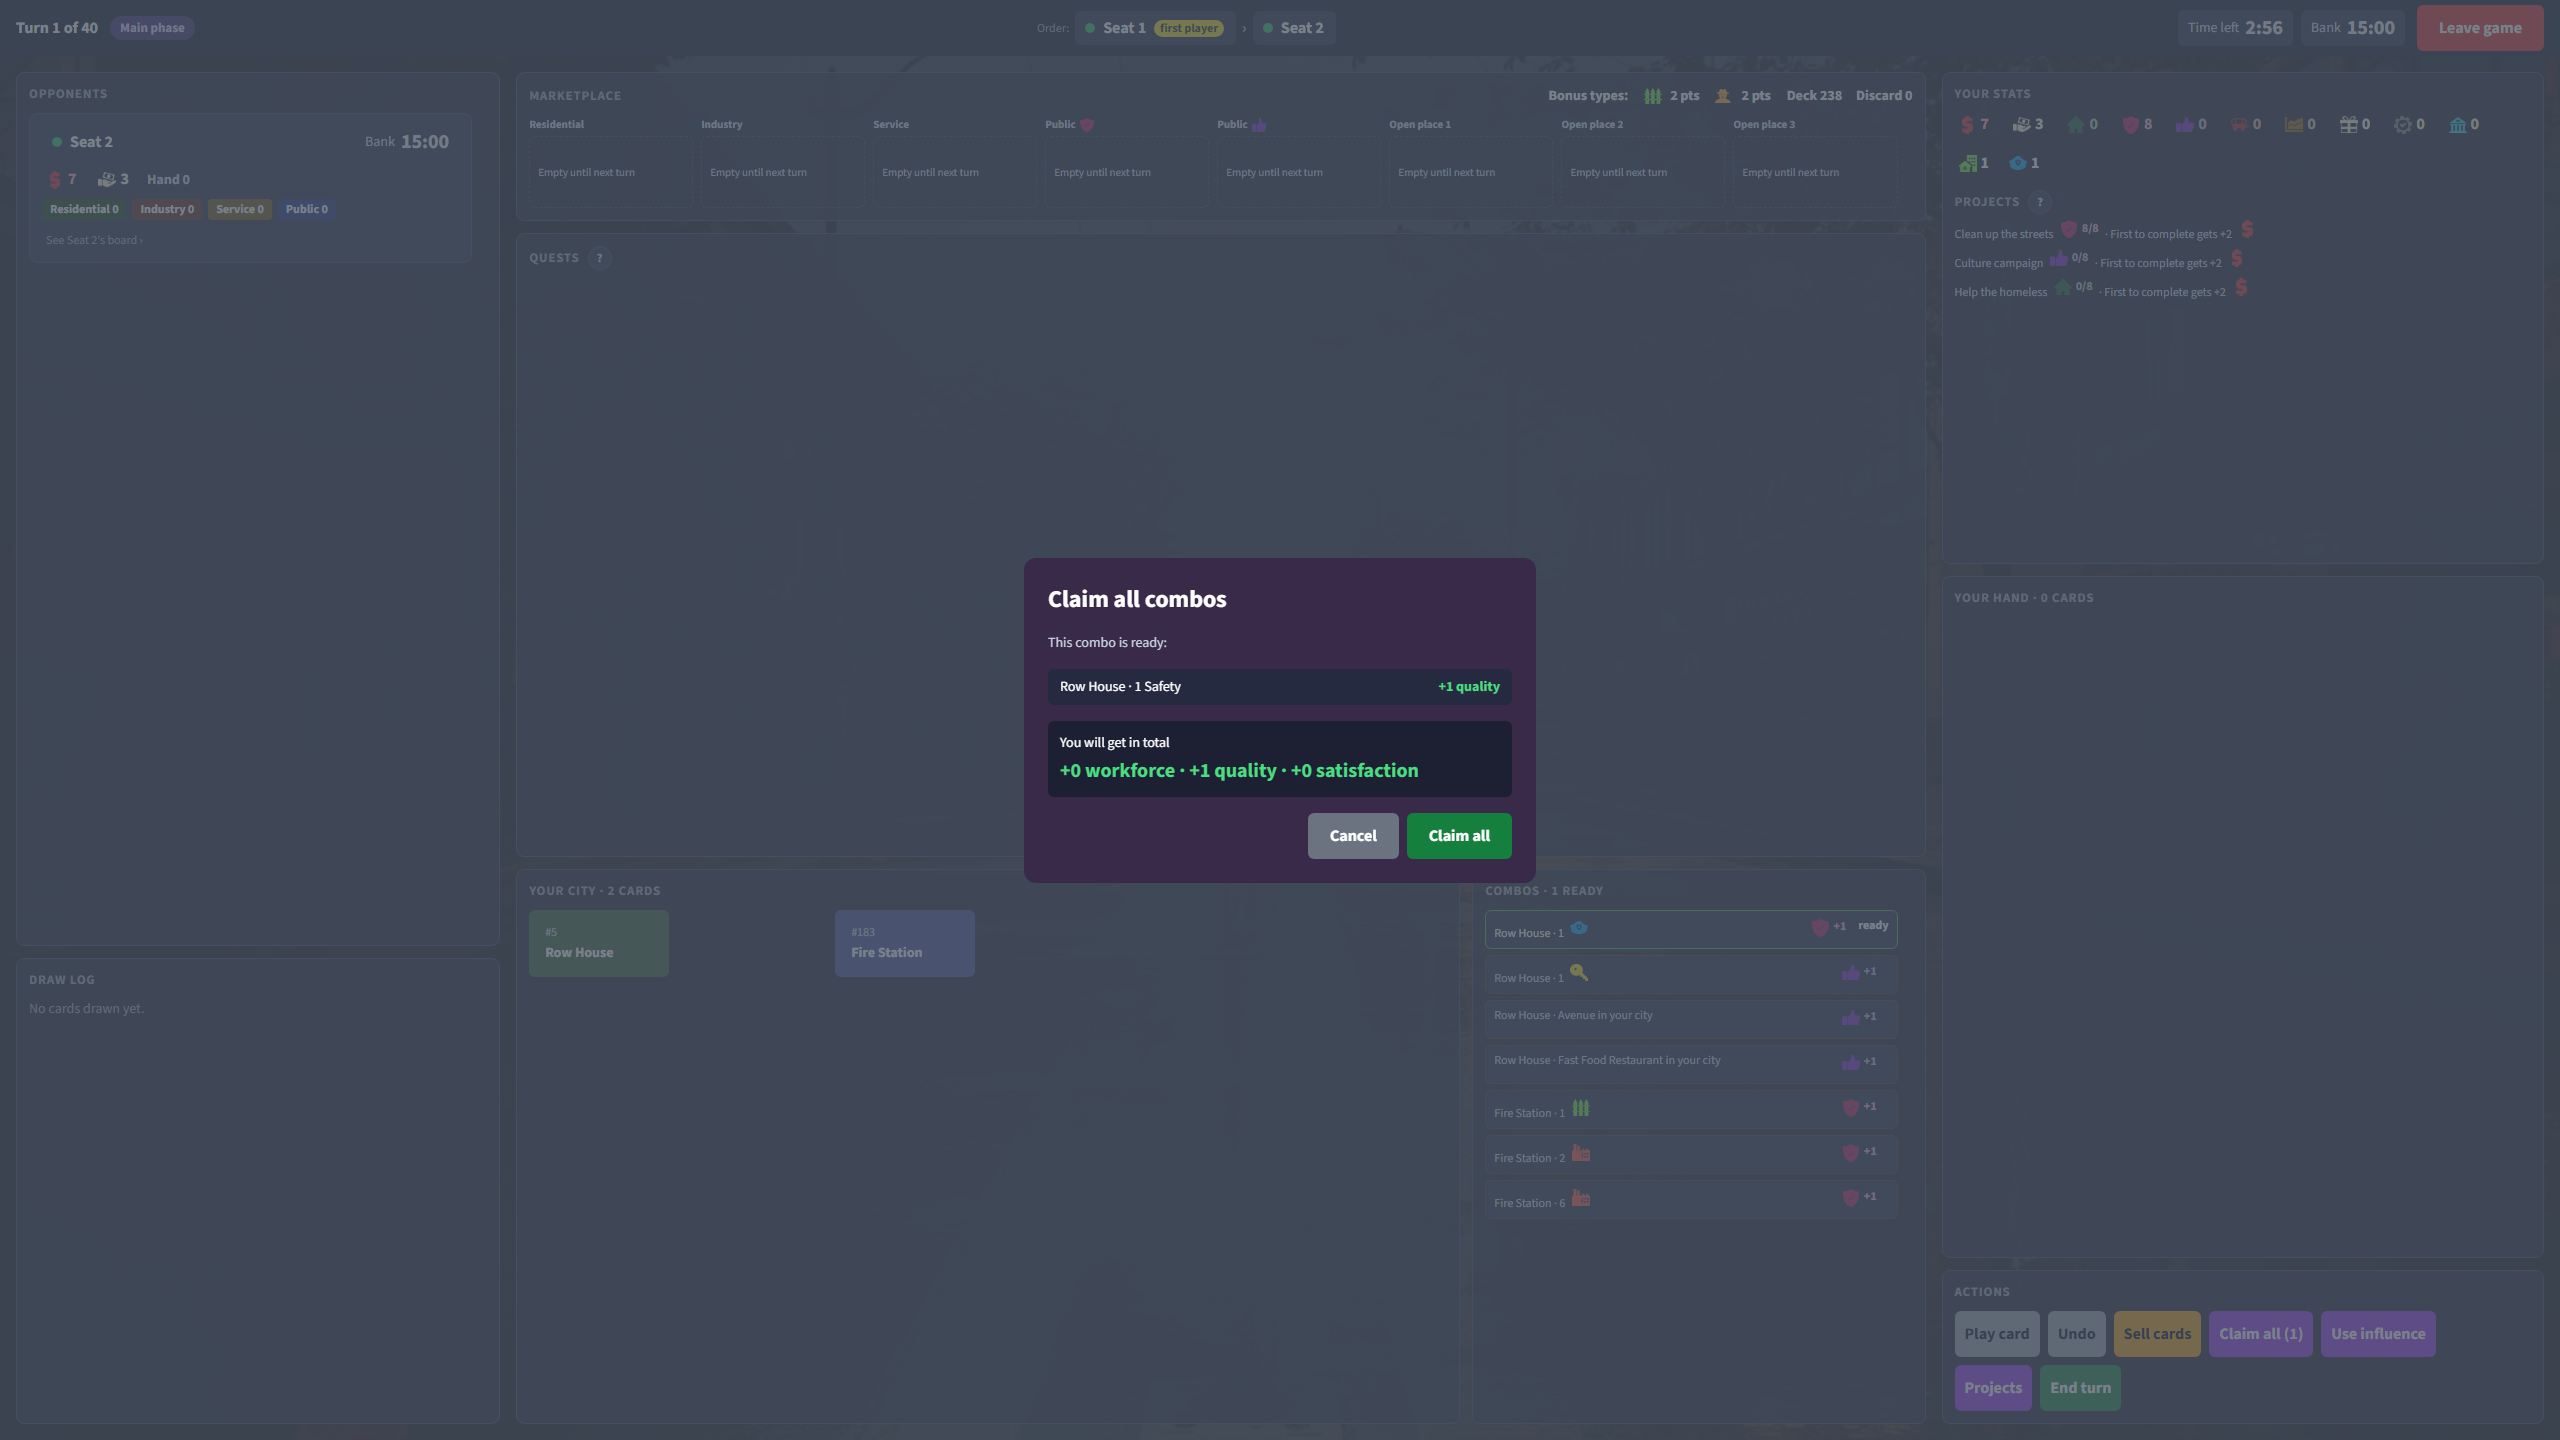 Turn 1 of 40 Main phase
Order: Seat 1 first player › Seat 2
Time left 2:56 Bank 15:00 Leave game
OPPONENTS
Seat 2 Bank 15:00
7 3 Hand 0
Residential 0 Industry 0 Service 0 Public 0
See Seat 2's board ›
DRAW LOG
No cards drawn yet.
MARKETPLACE
Bonus types: 2 pts 2 pts Deck 238 Discard 0
Residential Industry Service Public Public Open place 1 Open place 2 Open place 3
Empty until next turn Empty until next turn Empty until next turn Empty until next turn Empty until next turn Empty until next turn Empty until next turn Empty until next turn
QUESTS ?
Claim all combos
This combo is ready:
Row House · 1 Safety +1 quality
You will get in total
+0 workforce · +1 quality · +0 satisfaction
Cancel Claim all
YOUR CITY · 2 CARDS
#5
Row House
#183
Fire Station
COMBOS · 1 READY
Row House · 1 +1 ready
Row House · 1 +1
Row House · Avenue in your city +1
Row House · Fast Food Restaurant in your city +1
Fire Station · 1 +1
Fire Station · 2 +1
Fire Station · 6 +1
YOUR STATS
7 3 0 8 0 0 0 0 0 0
1 1
PROJECTS ?
Clean up the streets 8/8 · First to complete gets +2
Culture campaign 0/8 · First to complete gets +2
Help the homeless 0/8 · First to complete gets +2
YOUR HAND · 0 CARDS
ACTIONS
Play card Undo Sell cards Claim all (1) Use influence
Projects End turn